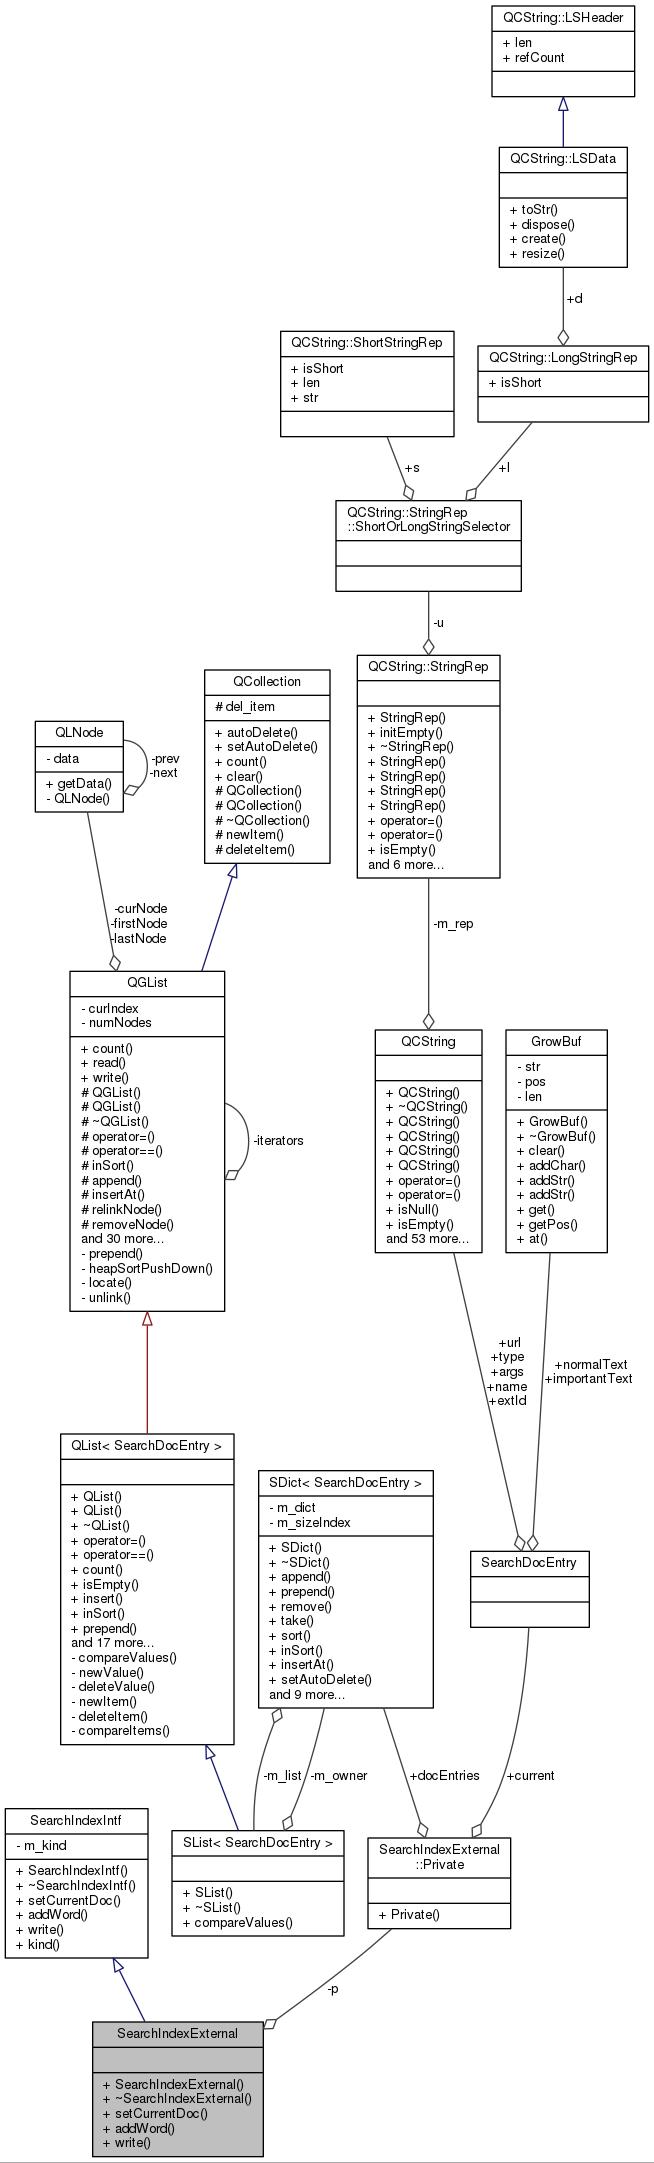 QCString::LSHeader
+ len
+ refCount
QCString::LSData
+ toStr()
+ dispose()
+ create()
+ resize()
+d
QCString::ShortStringRep
+ isShort
+ len
+ str
QCString::LongStringRep
+ isShort
+s
+l
QCString::StringRep
::ShortOrLongStringSelector
-u
QCString::StringRep
+ StringRep()
+ initEmpty()
+ ~StringRep()
+ StringRep()
+ StringRep()
+ StringRep()
+ StringRep()
+ operator=()
+ operator=()
+ isEmpty()
and 6 more...
QCollection
# del_item
+ autoDelete()
+ setAutoDelete()
+ count()
+ clear()
# QCollection()
# QCollection()
# ~QCollection()
# newItem()
# deleteItem()
QLNode
- data
+ getData()
- QLNode()
-prev
-next
-curNode
-firstNode
-lastNode
-m_rep
QGList
- curIndex
- numNodes
+ count()
+ read()
+ write()
# QGList()
# QGList()
# ~QGList()
# operator=()
# operator==()
# inSort()
# append()
# insertAt()
# relinkNode()
# removeNode()
and 30 more...
- prepend()
- heapSortPushDown()
- locate()
- unlink()
-iterators
QCString
+ QCString()
+ ~QCString()
+ QCString()
+ QCString()
+ QCString()
+ QCString()
+ operator=()
+ operator=()
+ isNull()
+ isEmpty()
and 53 more...
GrowBuf
- str
- pos
- len
+ GrowBuf()
+ ~GrowBuf()
+ clear()
+ addChar()
+ addStr()
+ addStr()
+ get()
+ getPos()
+ at()
+url
+type
+args
+name
+extId
+normalText
+importantText
QList< SearchDocEntry >
+ QList()
+ QList()
+ ~QList()
+ operator=()
+ operator==()
+ count()
+ isEmpty()
+ insert()
+ inSort()
+ prepend()
and 17 more...
- compareValues()
- newValue()
- deleteValue()
- newItem()
- deleteItem()
- compareItems()
SDict< SearchDocEntry >
- m_dict
- m_sizeIndex
+ SDict()
+ ~SDict()
+ append()
+ prepend()
+ remove()
+ take()
+ sort()
+ inSort()
+ insertAt()
+ setAutoDelete()
and 9 more...
SearchDocEntry
-m_list
-m_owner
+docEntries
+current
SearchIndexIntf
- m_kind
+ SearchIndexIntf()
+ ~SearchIndexIntf()
+ setCurrentDoc()
+ addWord()
+ write()
+ kind()
SList< SearchDocEntry >
+ SList()
+ ~SList()
+ compareValues()
SearchIndexExternal
::Private
+ Private()
-p
SearchIndexExternal
+ SearchIndexExternal()
+ ~SearchIndexExternal()
+ setCurrentDoc()
+ addWord()
+ write()